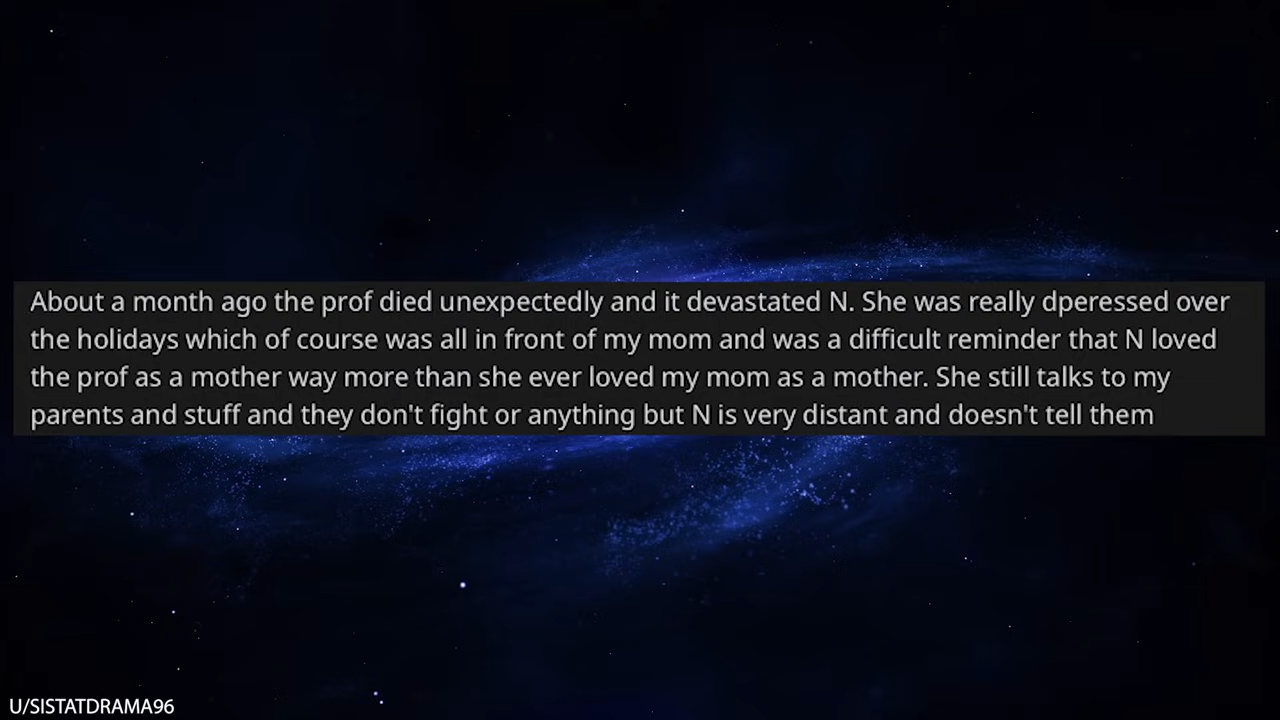 About a month ago the prof died unexpectedly and it devastated N. She was really dperessed over
the holidays which of course was all in front of my mom and was a difficult reminder that N loved
the prof as a mother way more than she ever loved my mom as a mother. She still talks to my
parents and stuff and they don't fight or anything but N is very distant and doesn't tell them
U/SISTATDRAMA96